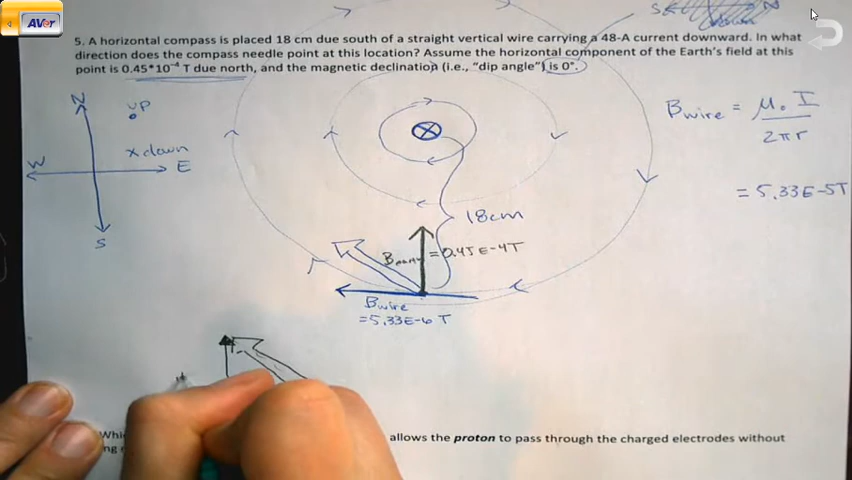 AVer
S N
5. A horizontal compass is placed 18 cm due south of a straight vertical wire carrying a 48-A current downward. In what
direction does the compass needle point at this location? Assume the horizontal component of the Earth's field at this
point is 0.45*10⁻⁴ T due north, and the magnetic declination (i.e., "dip angle") is 0°.
N
UP
x down
W E
S
B wire = μ₀ I
2πr
= 5.33E-5T
18cm
= 0.45E-4T
B wire
=5.33E-6 T
allows the proton to pass through the charged electrodes without